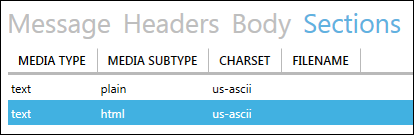 Message Headers Body Sections
MEDIA TYPE MEDIA SUBTYPE CHARSET FILENAME
text plain us-ascii
text html us-ascii